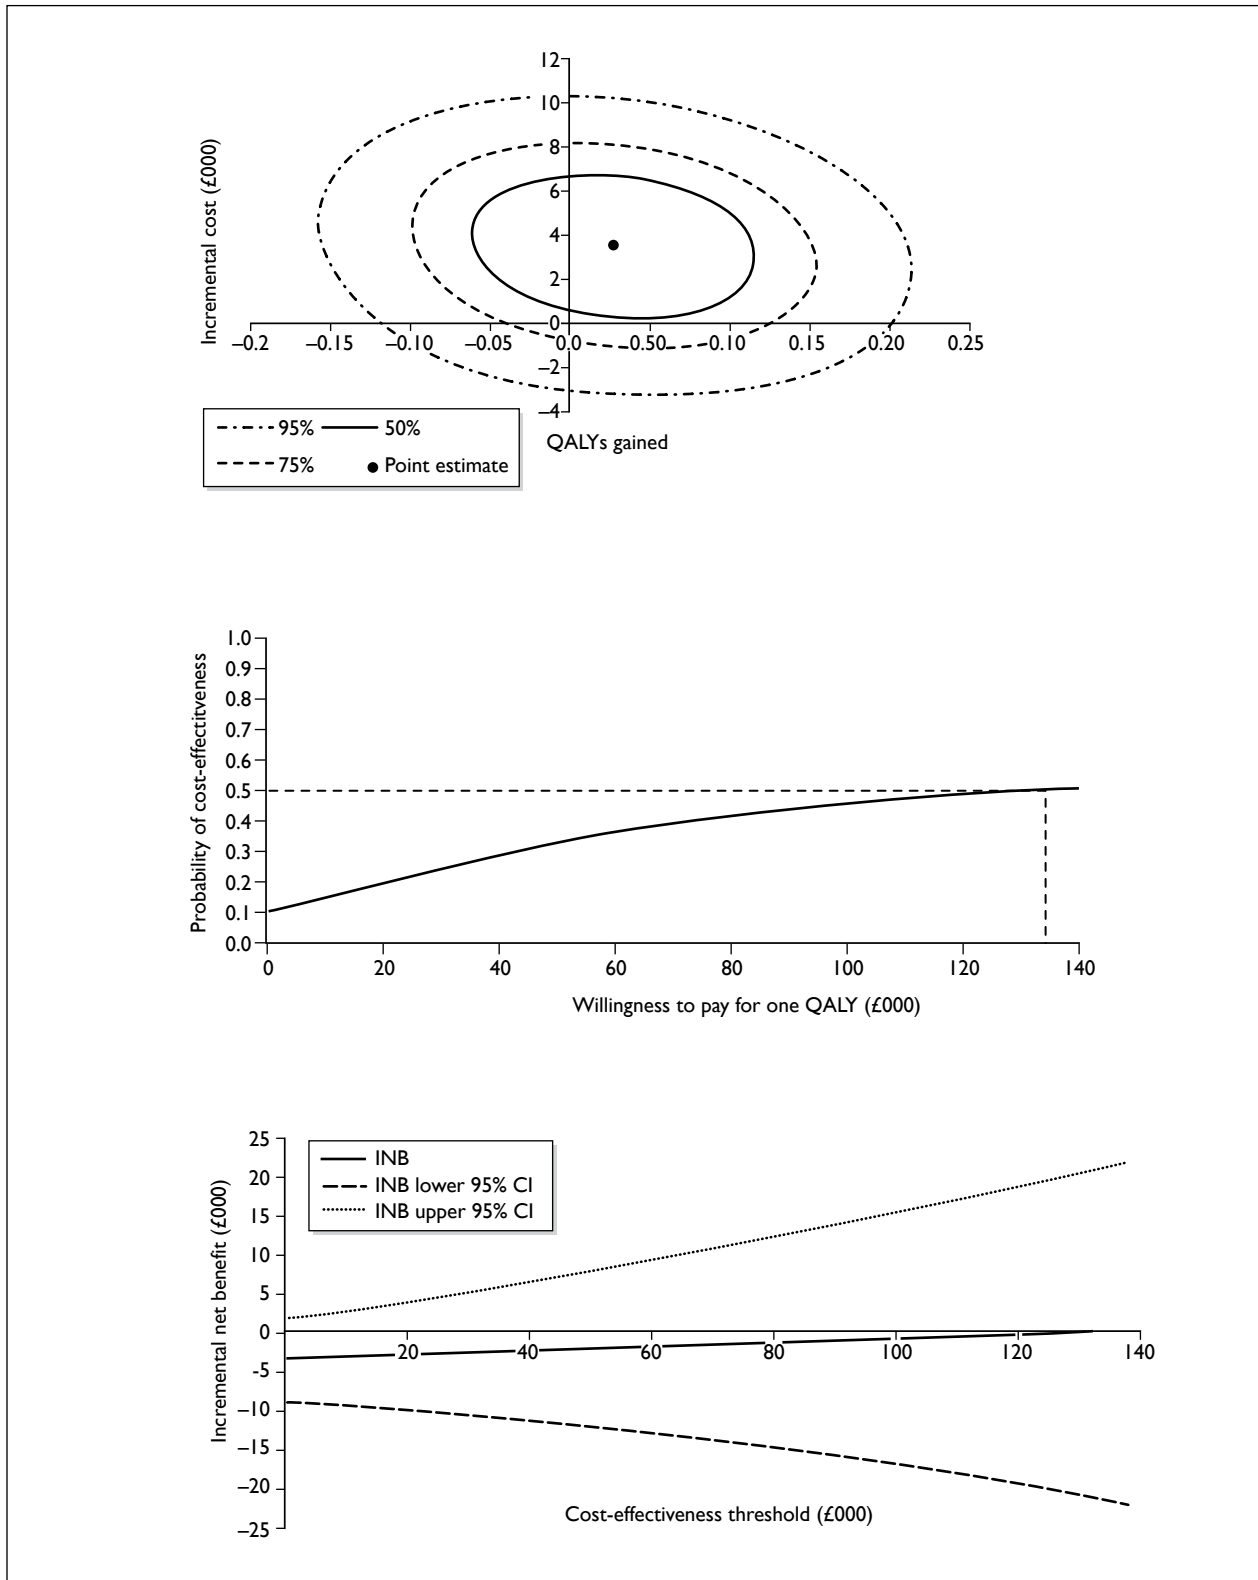 12
10
8
6
4
2
0
–2
–4
Incremental cost (£000)
–0.2 –0.15 –0.10 –0.05 0.0 0.50 0.10 0.15 0.20 0.25
QALYs gained
95% 50%
75% Point estimate
1.0
0.9
0.8
0.7
0.6
0.5
0.4
0.3
0.2
0.1
0.0
Probability of cost-effectitveness
0 20 40 60 80 100 120 140
Willingness to pay for one QALY (£000)
25
20
15
10
5
0
-5
–10
–15
–20
–25
Incremental net benefit (£000)
INB
INB lower 95% CI
INB upper 95% CI
20 40 60 80 100 120 140
Cost-effectiveness threshold (£000)